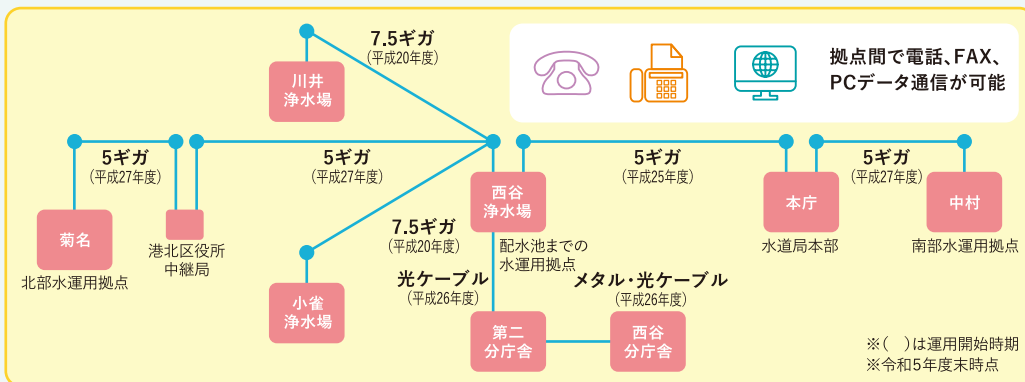 7.5ギガ
(平成20年度)
川井
浄水場
拠点間で電話、FAX、
PCデータ通信が可能
5ギガ
(平成27年度)
5ギガ
(平成27年度)
5ギガ
(平成25年度)
5ギガ
(平成27年度)
菊名
北部水運用拠点
港北区役所
中継局
西谷
浄水場
配水池までの
水運用拠点
本庁
水道局本部
中村
南部水運用拠点
7.5ギガ
(平成20年度)
小雀
浄水場
光ケーブル
(平成26年度)
メタル・光ケーブル
(平成26年度)
第二
分庁舎
西谷
分庁舎
※( )は運用開始時期
※令和5年度末時点